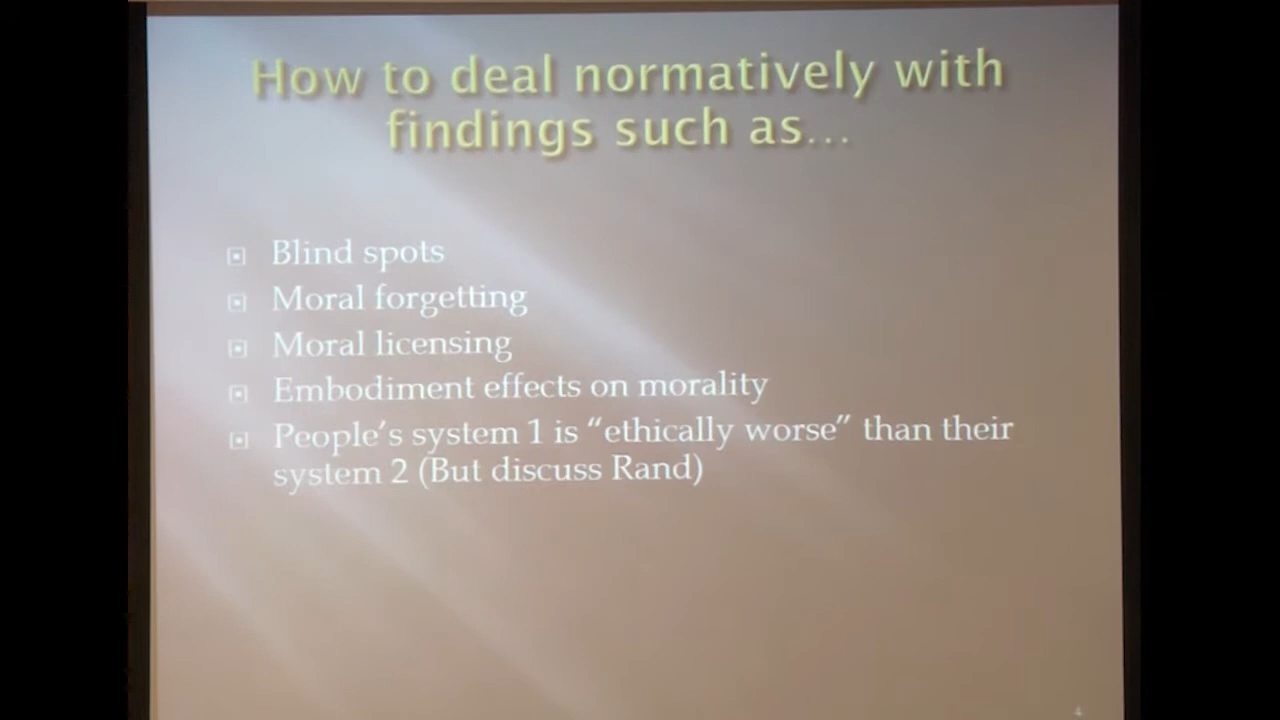 How to deal normatively with
findings such as...
Blind spots
Moral forgetting
Moral licensing
Embodiment effects on morality
People's system 1 is "ethically worse" than their
system 2 (But discuss Rand)
4